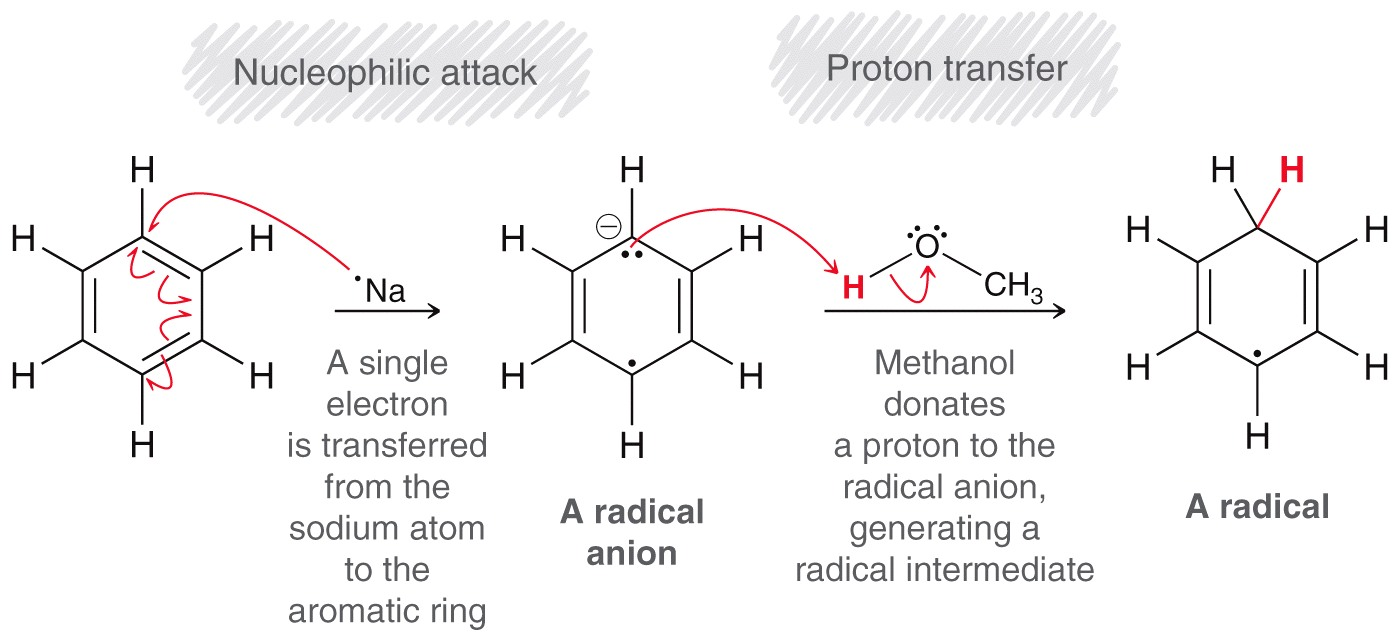 Nucleophilic attack
Proton transfer
H
H
H
H
H
H
·Na
A single
electron
is transferred
from the
sodium atom
to the
aromatic ring
H
H
H
H
H
H
⊖
A radical
anion
H
O
CH3
Methanol
donates
a proton to the
radical anion,
generating a
radical intermediate
H H
H
H
H
H
H
A radical